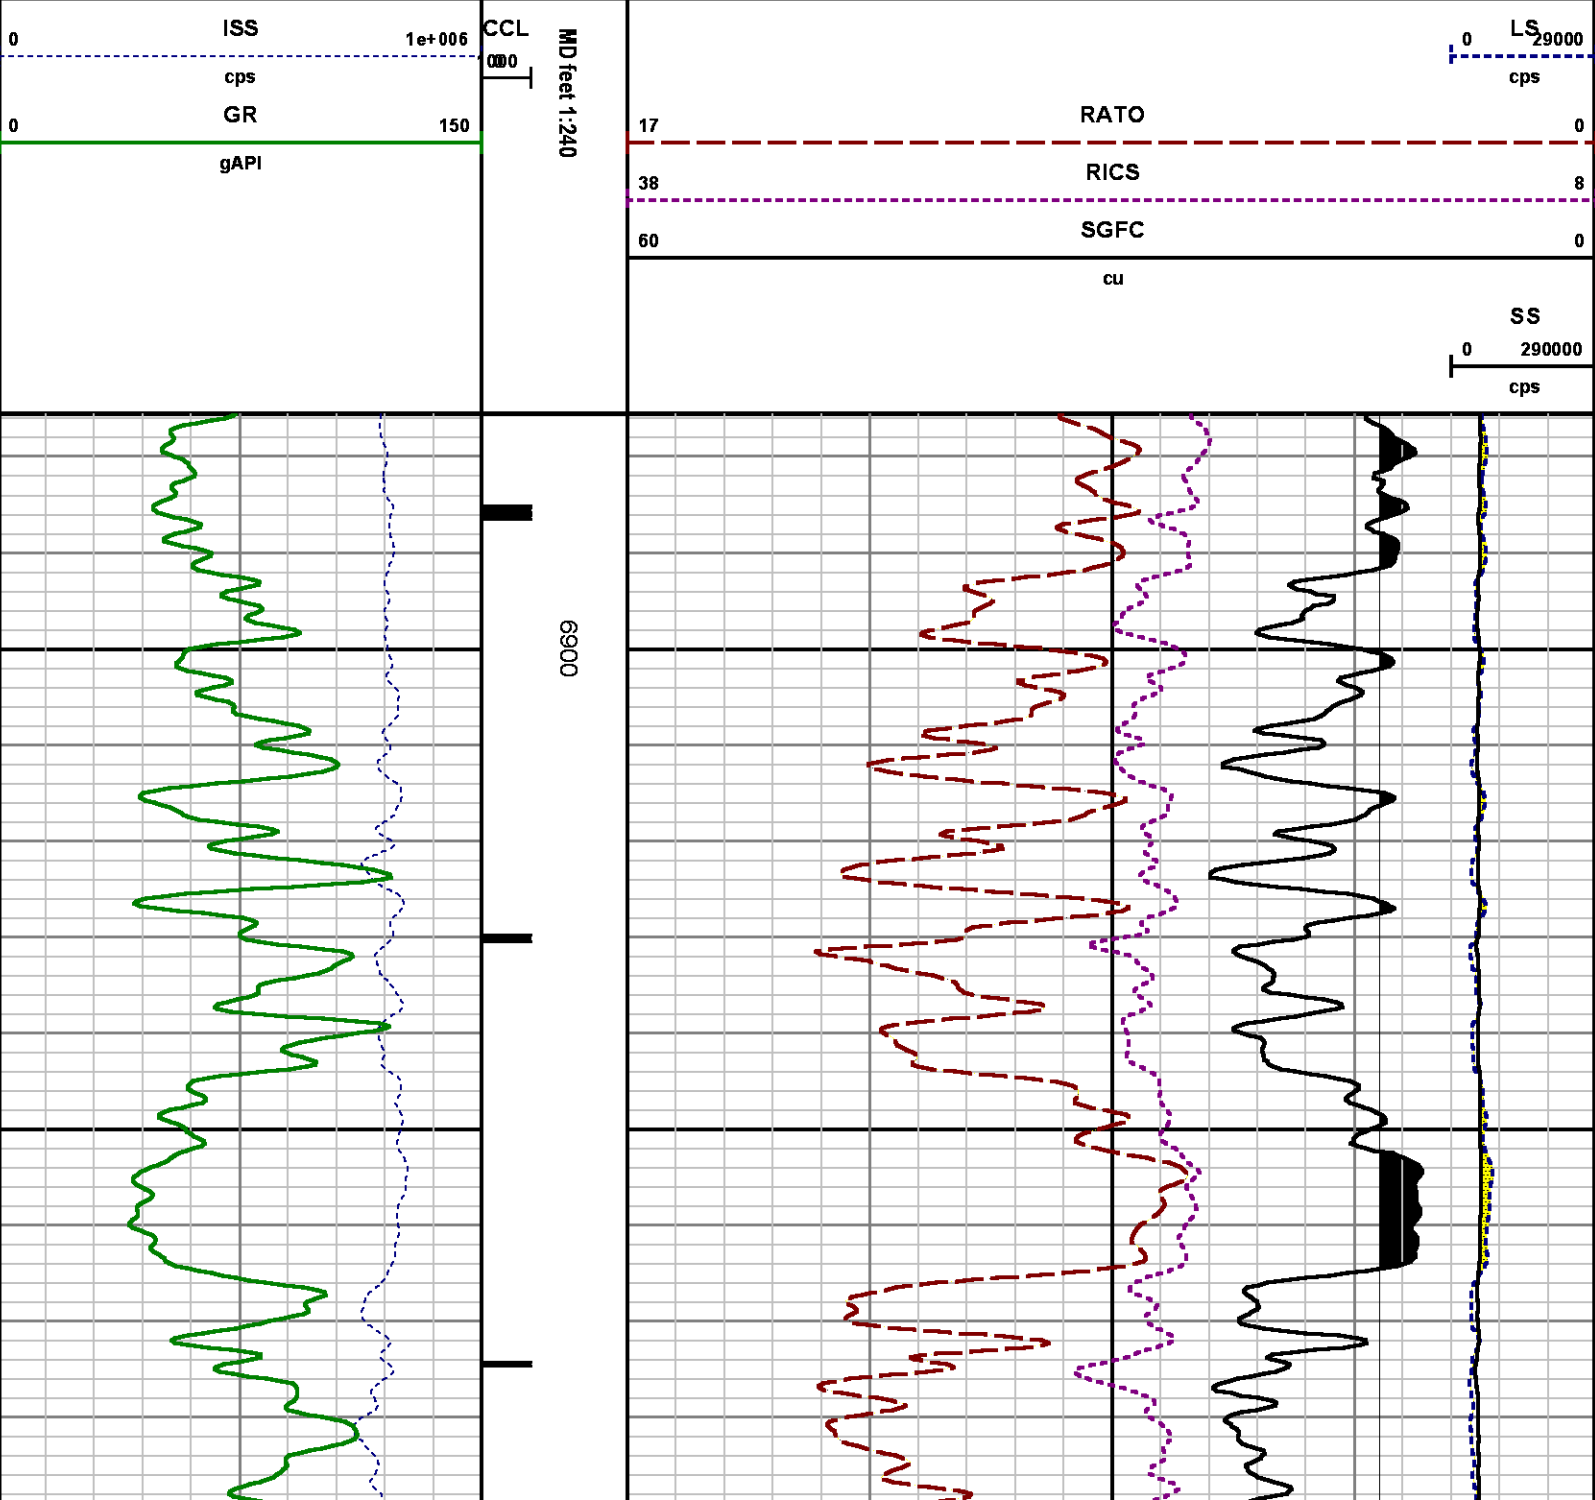 ISS
0 1e+006
cps
GR
0 150
gAPI
CCL
MD feet 1:240
LS
0 29000
cps
RATO
17 0
RICS
38 8
SGFC
60 0
cu
SS
0 290000
cps
6900